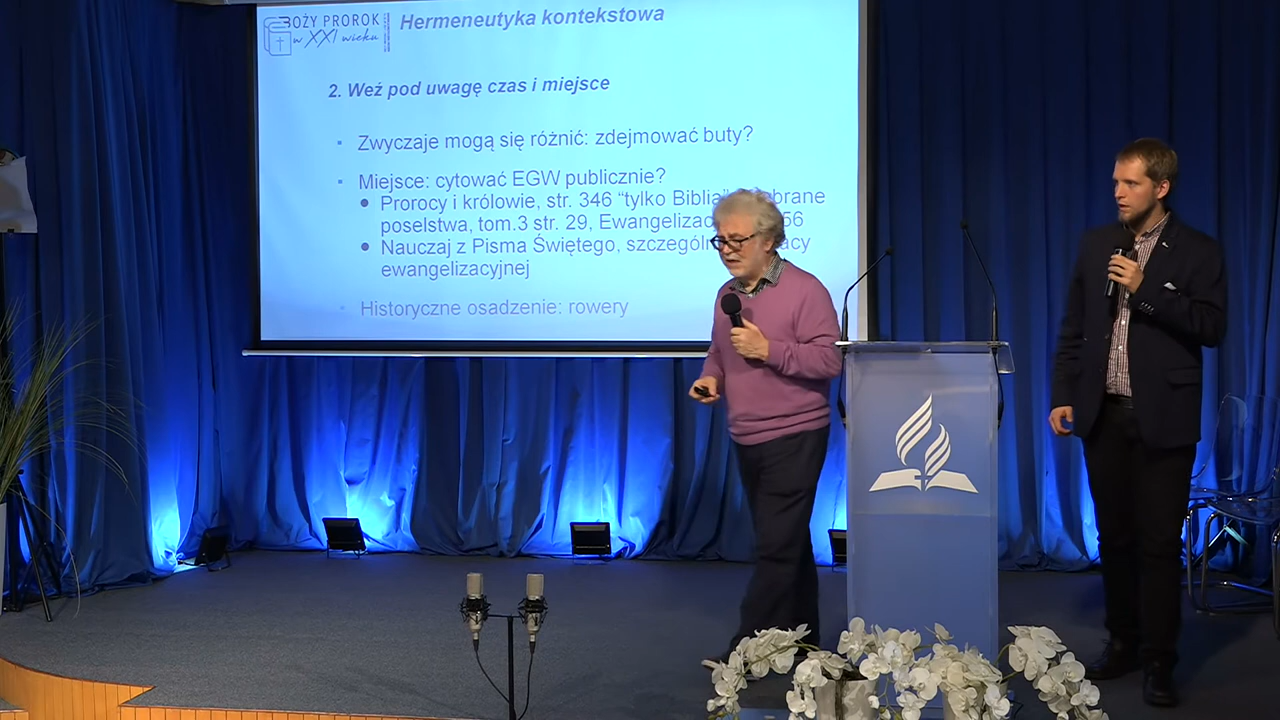 BOŻY PROROK
w XXI wieku
Hermeneutyka kontekstowa
2. Weź pod uwagę czas i miejsce
Zwyczaje mogą się różnić: zdejmować buty?
Miejsce: cytować EGW publicznie?
Prorocy i królowie, str. 346 “tylko Biblia”
poselstwa, tom.3 str. 29, 56
Nauczaj z Pisma Świętego,
ewangelizacyjnej
Historyczne osadzenie: rowery